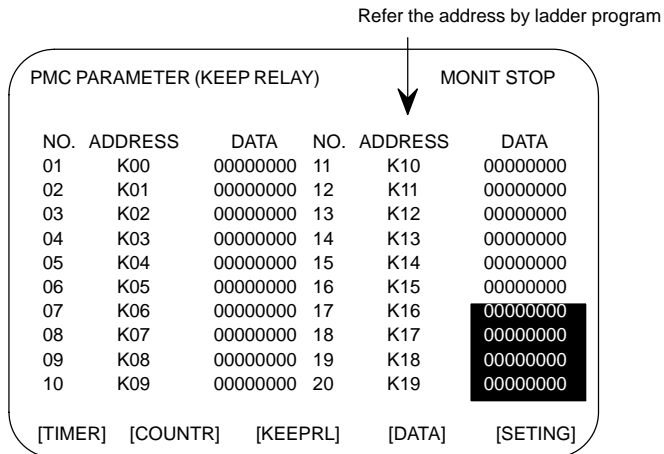 Refer the address by ladder program
PMC PARAMETER (KEEP RELAY) MONIT STOP
NO. ADDRESS DATA NO. ADDRESS DATA
01 K00 00000000 11 K10 00000000
02 K01 00000000 12 K11 00000000
03 K02 00000000 13 K12 00000000
04 K03 00000000 14 K13 00000000
05 K04 00000000 15 K14 00000000
06 K05 00000000 16 K15 00000000
07 K06 00000000 17 K16 00000000
08 K07 00000000 18 K17 00000000
09 K08 00000000 19 K18 00000000
10 K09 00000000 20 K19 00000000
[TIMER] [COUNTR] [KEEPRL] [DATA] [SETING]